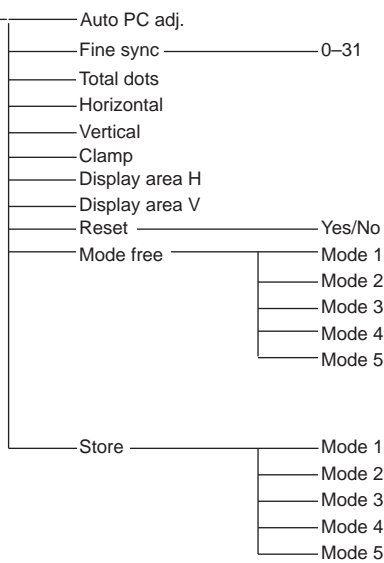 Auto PC adj.
Fine sync 0–31
Total dots
Horizontal
Vertical
Clamp
Display area H
Display area V
Reset Yes/No
Mode free Mode 1
Mode 2
Mode 3
Mode 4
Mode 5
Store Mode 1
Mode 2
Mode 3
Mode 4
Mode 5